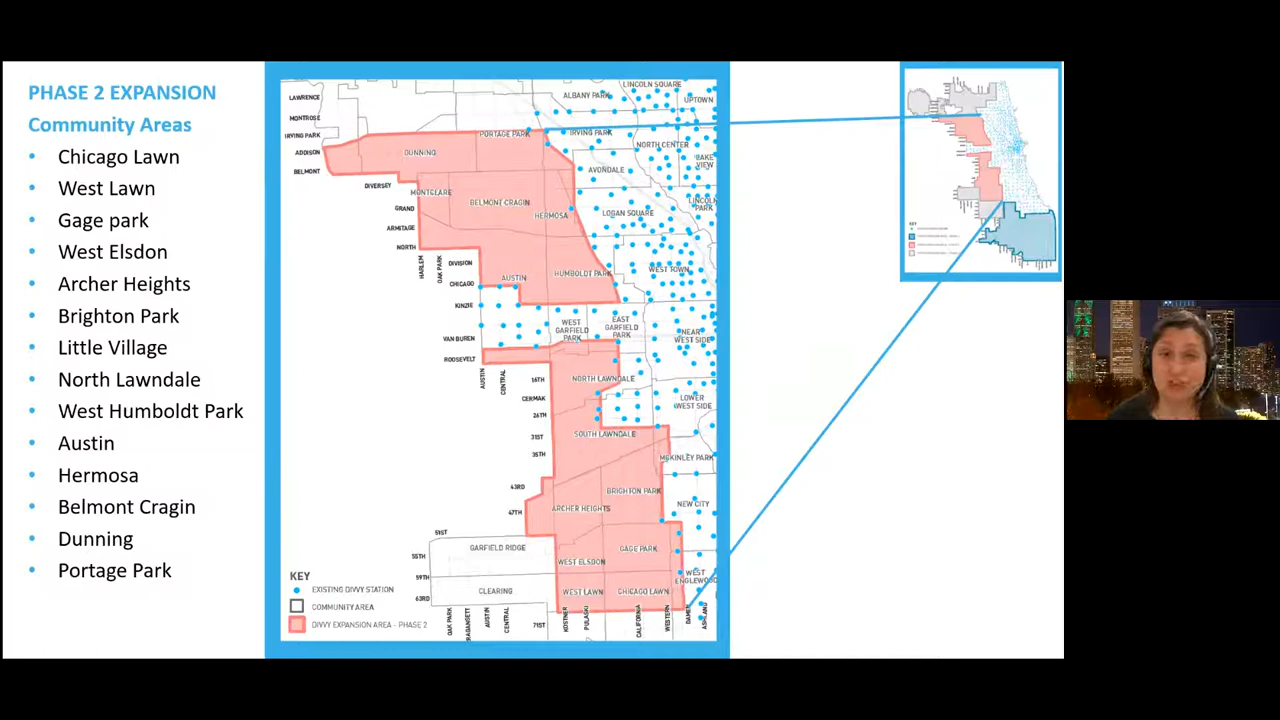 PHASE 2 EXPANSION
Community Areas
• Chicago Lawn
• West Lawn
• Gage park
• West Elsdon
• Archer Heights
• Brighton Park
• Little Village
• North Lawndale
• West Humboldt Park
• Austin
• Hermosa
• Belmont Cragin
• Dunning
• Portage Park
LAWRENCE
MONTROSE
IRVING PARK
ADDISON
BELMONT
DIVERSEY
GRAND
ARMITAGE
NORTH
HARLEM
OAK PARK
DIVISION
CHICAGO
KINZIE
VAN BUREN
ROOSEVELT
AUSTIN
CENTRAL
16TH
CERMAK
26TH
31ST
35TH
43RD
47TH
51ST
55TH
59TH
63RD
71ST
LINCOLN SQUARE
ALBANY PARK
UPTOWN
PORTAGE PARK
IRVING PARK
NORTH CENTER
DUNNING
LAKE VIEW
AVONDALE
MONTCLARE
BELMONT CRAGIN
HERMOSA
LOGAN SQUARE
LINCOLN PARK
AUSTIN
HUMBOLDT PARK
WEST TOWN
WEST GARFIELD PARK
EAST GARFIELD PARK
NEAR WEST SIDE
NORTH LAWNDALE
LOWER WEST SIDE
SOUTH LAWNDALE
MCKINLEY PARK
BRIGHTON PARK
NEW CITY
ARCHER HEIGHTS
GARFIELD RIDGE
GAGE PARK
WEST ELSDON
WEST ENGLEWOOD
CLEARING
WEST LAWN
CHICAGO LAWN
OAK PARK
AUSTIN
CENTRAL
KOSTNER
PULASKI
CALIFORNIA
WESTERN
DAMEN
ASHLAND
KEY
EXISTING DIVVY STATION
COMMUNITY AREA
DIVVY EXPANSION AREA - PHASE 2
KEY